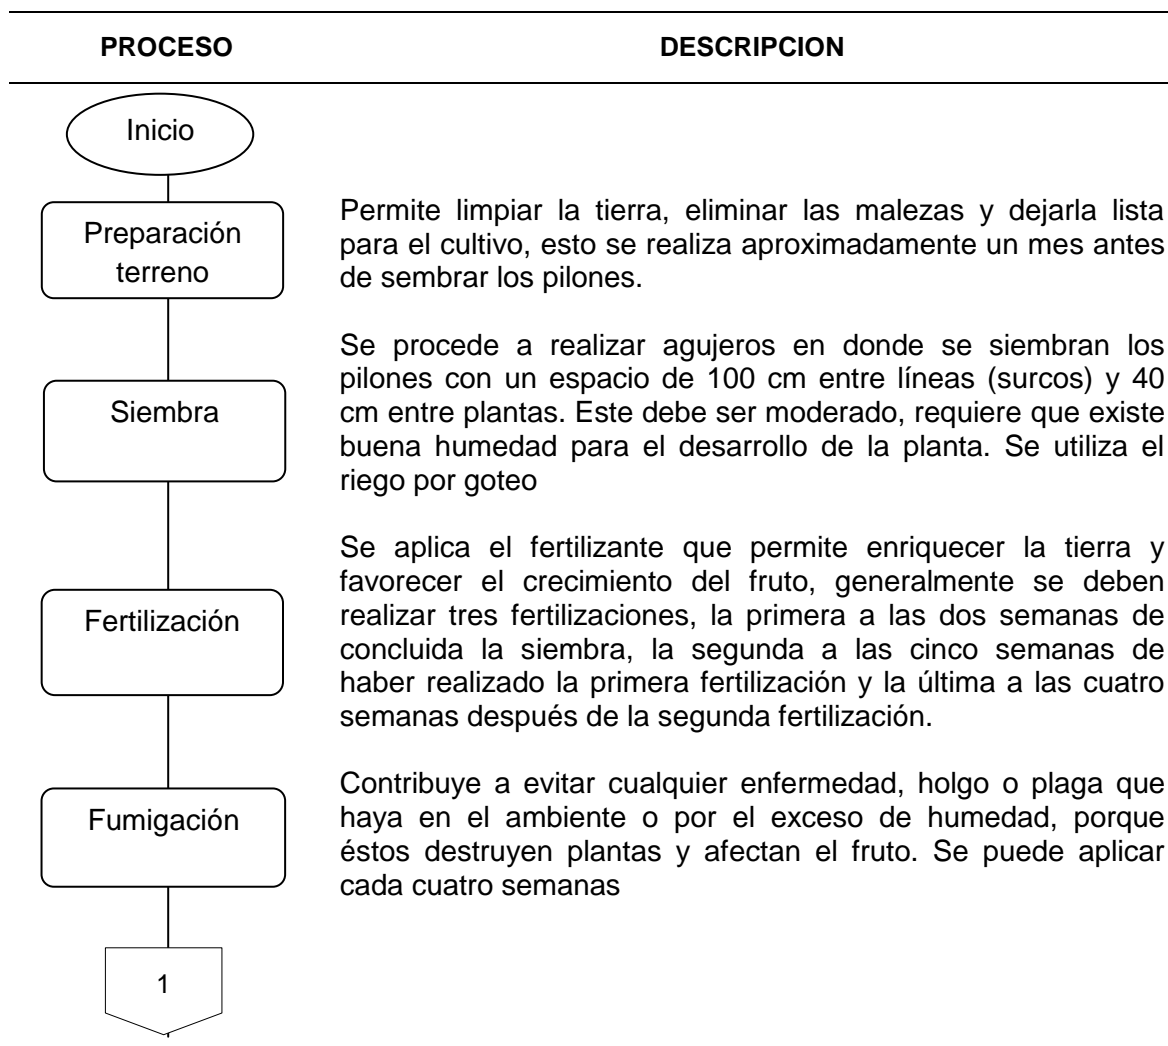 PROCESO DESCRIPCION
Inicio
Preparación
terreno
Permite limpiar la tierra, eliminar las malezas y dejarla lista
para el cultivo, esto se realiza aproximadamente un mes antes
de sembrar los pilones.
Siembra
Se procede a realizar agujeros en donde se siembran los
pilones con un espacio de 100 cm entre líneas (surcos) y 40
cm entre plantas. Este debe ser moderado, requiere que existe
buena humedad para el desarrollo de la planta. Se utiliza el
riego por goteo
Fertilización
Se aplica el fertilizante que permite enriquecer la tierra y
favorecer el crecimiento del fruto, generalmente se deben
realizar tres fertilizaciones, la primera a las dos semanas de
concluida la siembra, la segunda a las cinco semanas de
haber realizado la primera fertilización y la última a las cuatro
semanas después de la segunda fertilización.
Fumigación
Contribuye a evitar cualquier enfermedad, holgo o plaga que
haya en el ambiente o por el exceso de humedad, porque
éstos destruyen plantas y afectan el fruto. Se puede aplicar
cada cuatro semanas
1